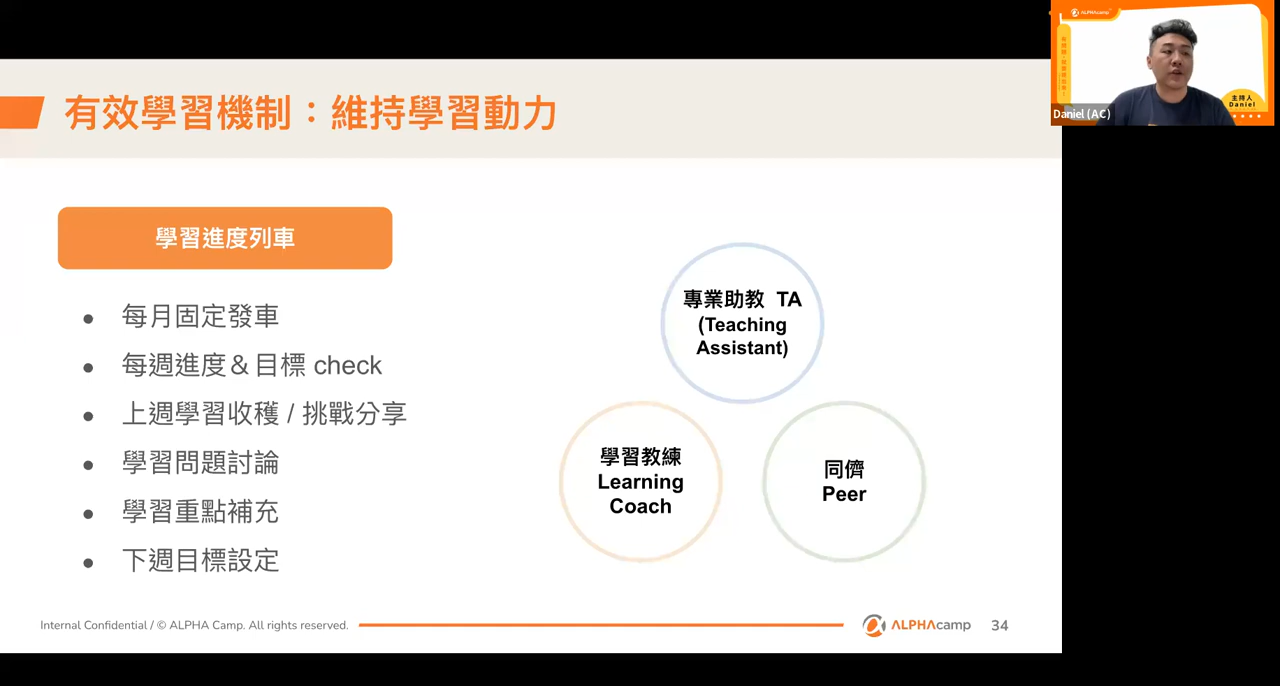 有效學習機制：維持學習動力
學習進度列車
每月固定發車
每週進度＆目標 check
上週學習收穫 / 挑戰分享
學習問題討論
學習重點補充
下週目標設定
專業助教 TA
(Teaching
Assistant)
學習教練
Learning
Coach
同儕
Peer
Internal Confidential / © ALPHA Camp. All rights reserved.
ALPHAcamp
34
ALPHAcamp
主持人
Daniel
Daniel (AC)